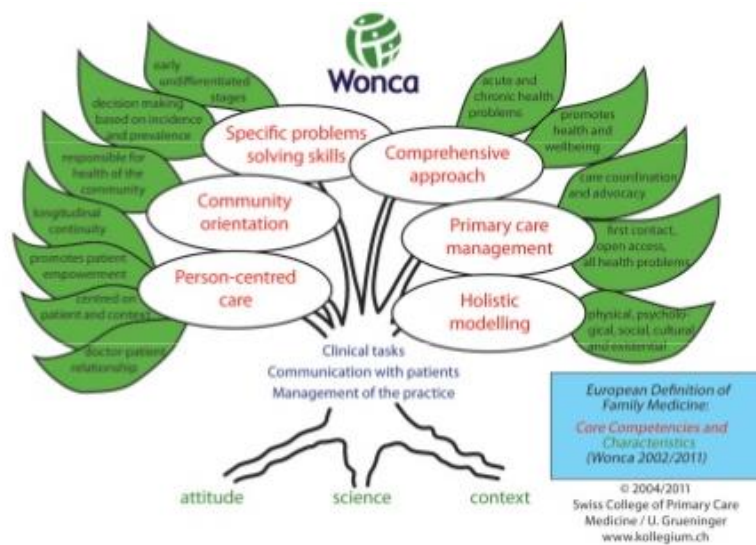 Wonca
early
undifferentiated
stages
decision making
based on incidence
and prevalence
responsible for
health of the
community
longitudinal
continuity
promotes patient
empowerment
centred on
patient and context
doctor-patient
relationship
Specific problems
solving skills
Community
orientation
Person-centred
care
Comprehensive
approach
Primary care
management
Holistic
modelling
acute and
chronic health
problems
promotes
health and
wellbeing
care coordination
and advocacy
first contact,
open access,
all health problems
physical, psycholo-
gical, social, cultural
and existential
Clinical tasks
Communication with patients
Management of the practice
attitude
science
context
European Definition of
Family Medicine:
Core Competencies and
Characteristics
(Wonca 2002/2011)
© 2004/2011
Swiss College of Primary Care
Medicine / U. Grueninger
www.kollegium.ch